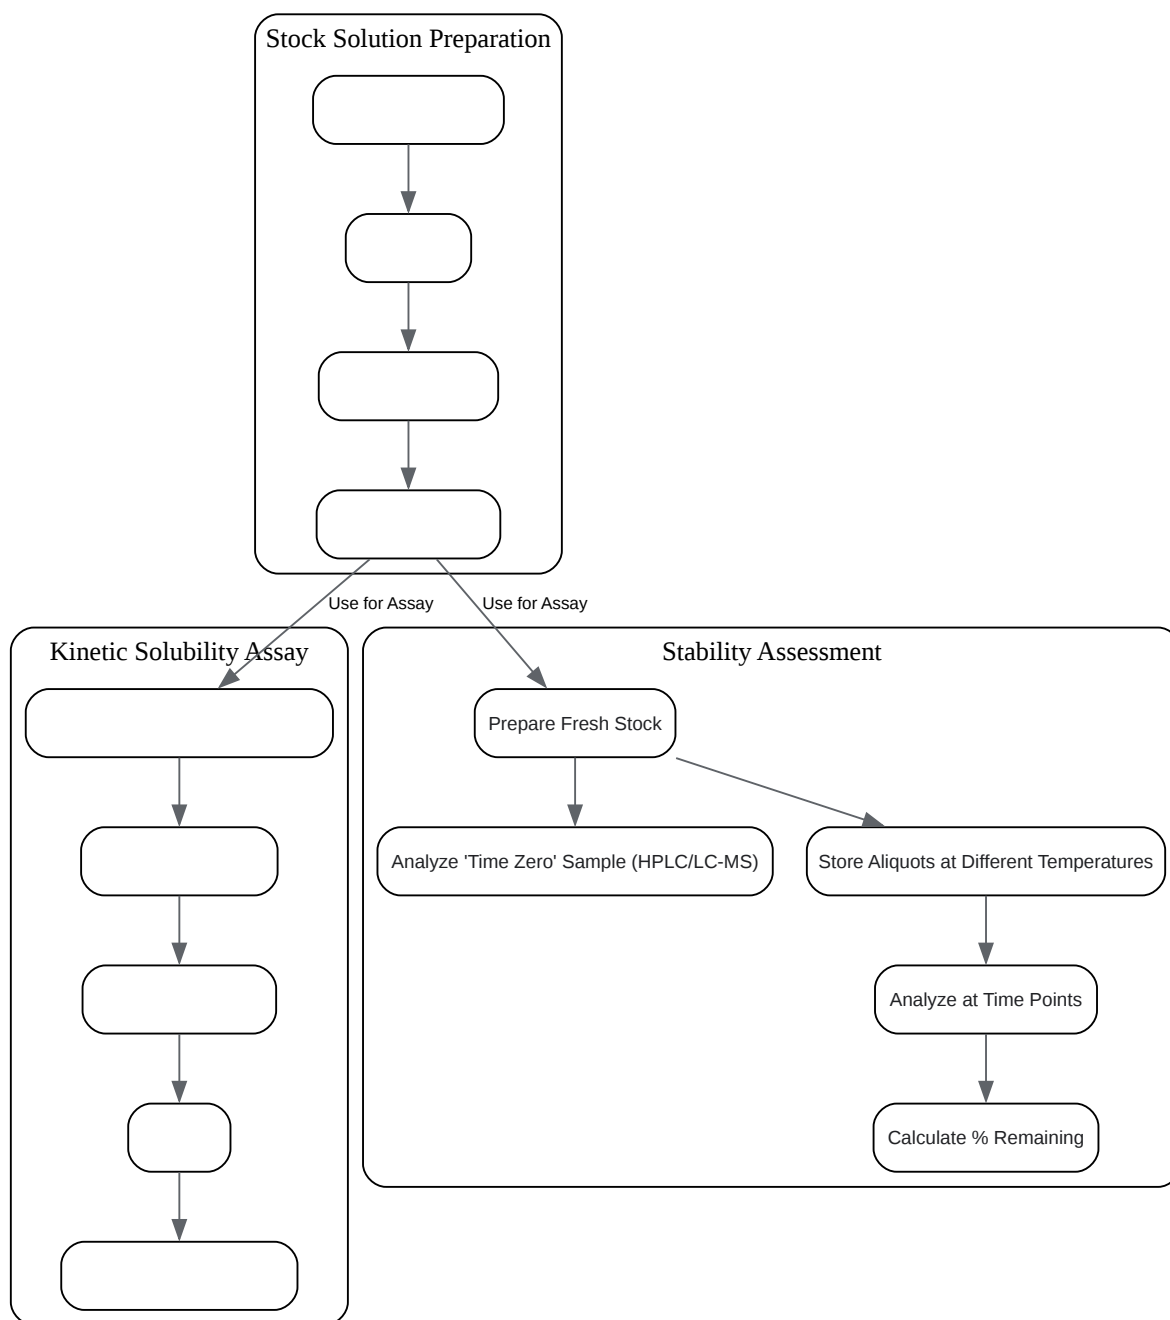 Stock Solution Preparation
Use for Assay
Use for Assay
Kinetic Solubility Assay
Stability Assessment
Prepare Fresh Stock
Analyze 'Time Zero' Sample (HPLC/LC-MS)
Store Aliquots at Different Temperatures
Analyze at Time Points
Calculate % Remaining